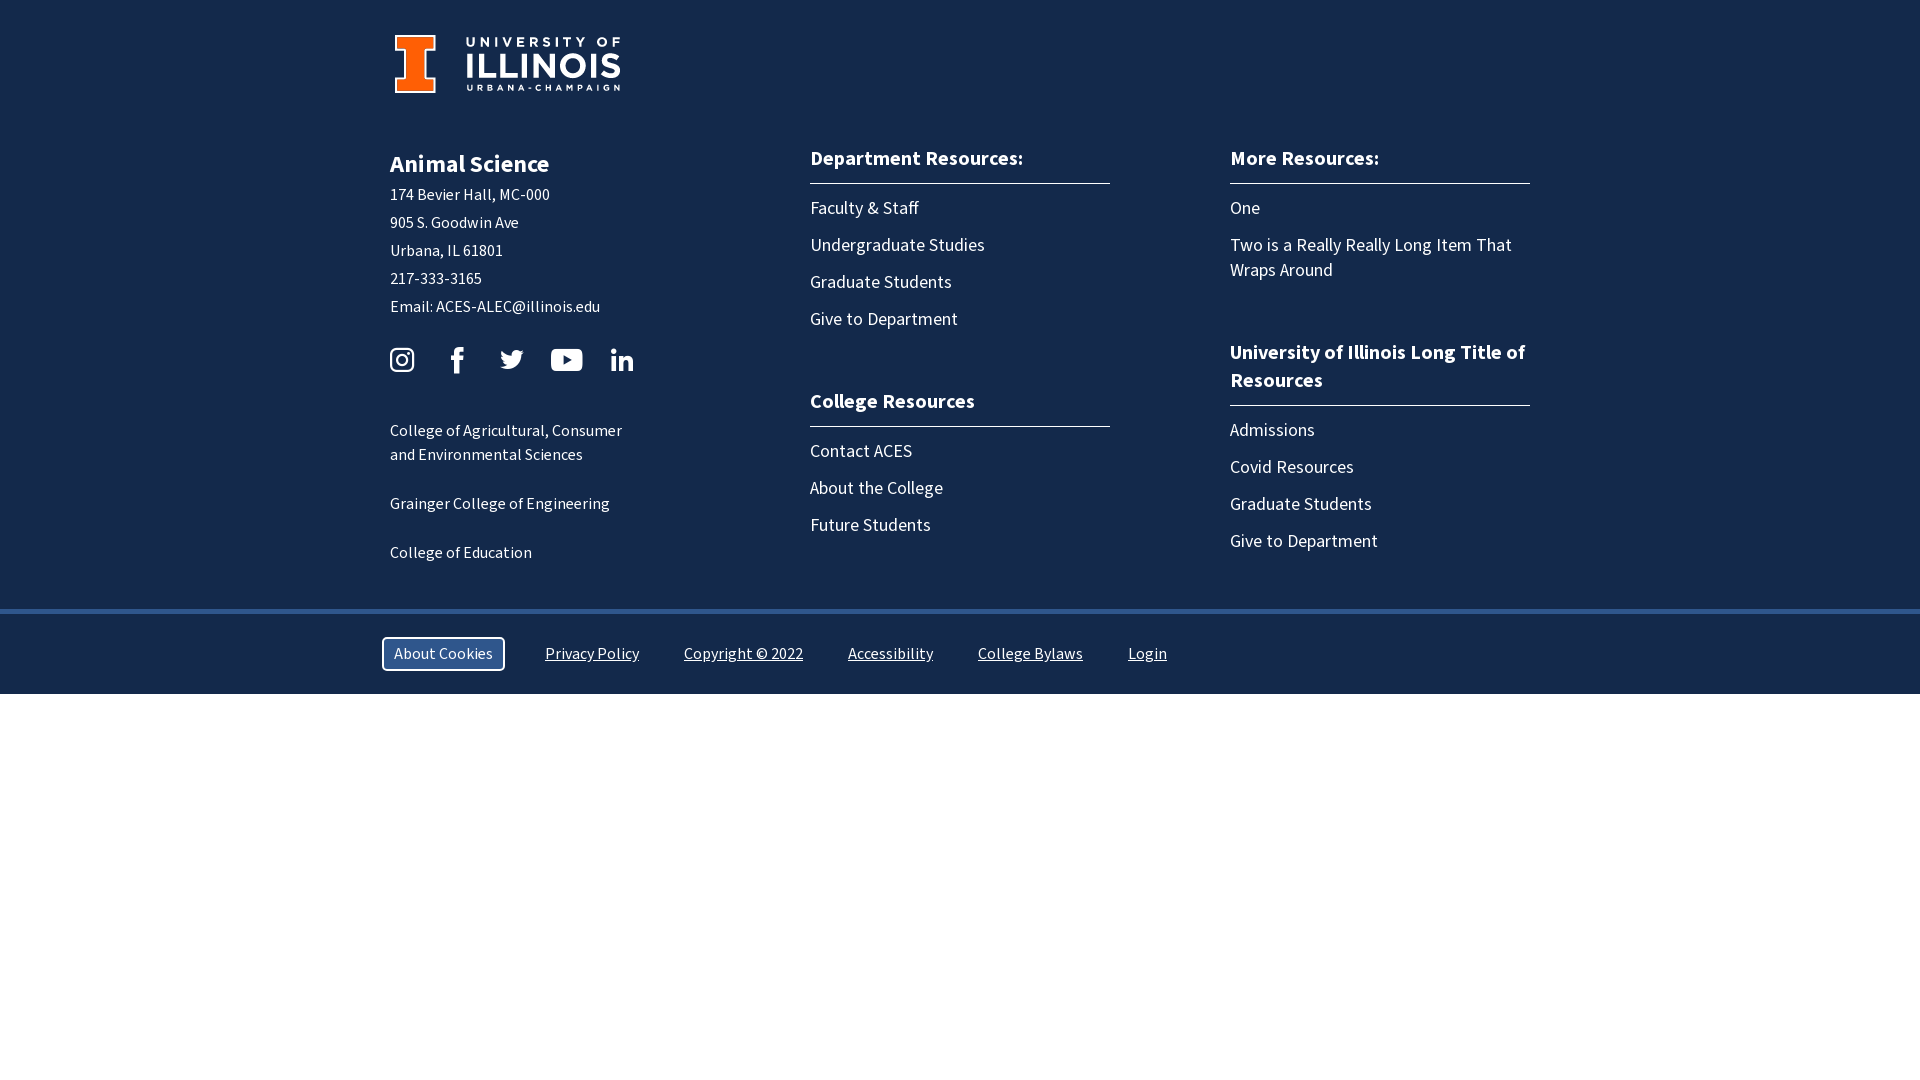 UNIVERSITY OF
ILLINOIS
URBANA-CHAMPAIGN
Animal Science
174 Bevier Hall, MC-000
905 S. Goodwin Ave
Urbana, IL 61801
217-333-3165
Email: ACES-ALEC@illinois.edu
College of Agricultural, Consumer
and Environmental Sciences
Grainger College of Engineering
College of Education
Department Resources:
Faculty & Staff
Undergraduate Studies
Graduate Students
Give to Department
College Resources
Contact ACES
About the College
Future Students
More Resources:
One
Two is a Really Really Long Item That
Wraps Around
University of Illinois Long Title of
Resources
Admissions
Covid Resources
Graduate Students
Give to Department
About Cookies Privacy Policy Copyright © 2022 Accessibility College Bylaws Login